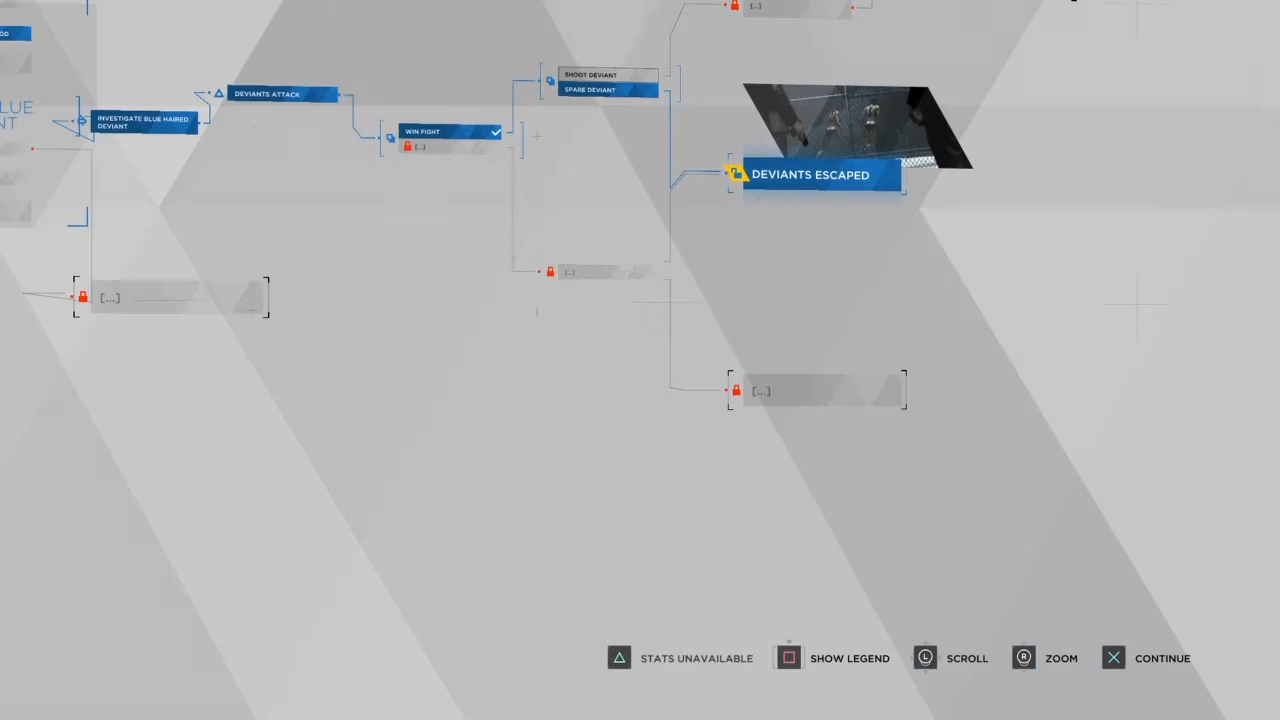 [...]
OD
SHOOT DEVIANT
SPARE DEVIANT
DEVIANTS ATTACK
LUE
NT
INVESTIGATE BLUE HAIRED
DEVIANT
WIN FIGHT
[...]
DEVIANTS ESCAPED
[...]
[...]
[...]
STATS UNAVAILABLE
SHOW LEGEND
L
SCROLL
R
ZOOM
CONTINUE